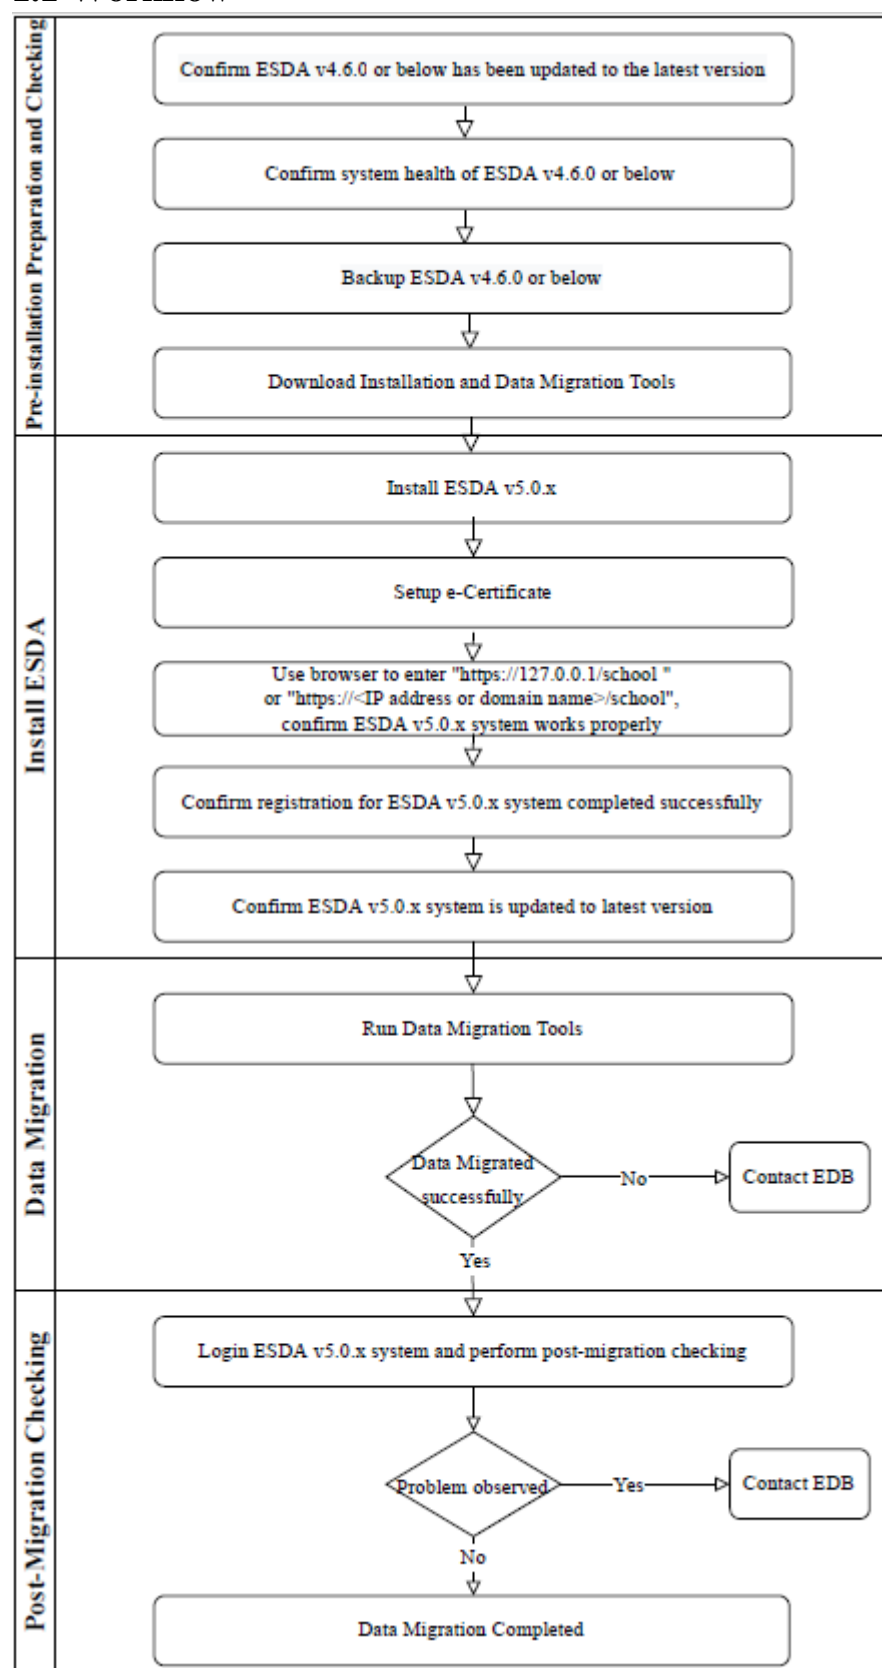 2.2 Workflow
Pre-installation Preparation and Checking
Confirm ESDA v4.6.0 or below has been updated to the latest version
Confirm system health of ESDA v4.6.0 or below
Backup ESDA v4.6.0 or below
Download Installation and Data Migration Tools
Install ESDA
Install ESDA v5.0.x
Setup e-Certificate
Use browser to enter "https://127.0.0.1/school "
or "https://<IP address or domain name>/school",
confirm ESDA v5.0.x system works properly
Confirm registration for ESDA v5.0.x system completed successfully
Confirm ESDA v5.0.x system is updated to latest version
Data Migration
Run Data Migration Tools
Data Migrated
successfully
No
Contact EDB
Yes
Post-Migration Checking
Login ESDA v5.0.x system and perform post-migration checking
Problem observed
Yes
Contact EDB
No
Data Migration Completed